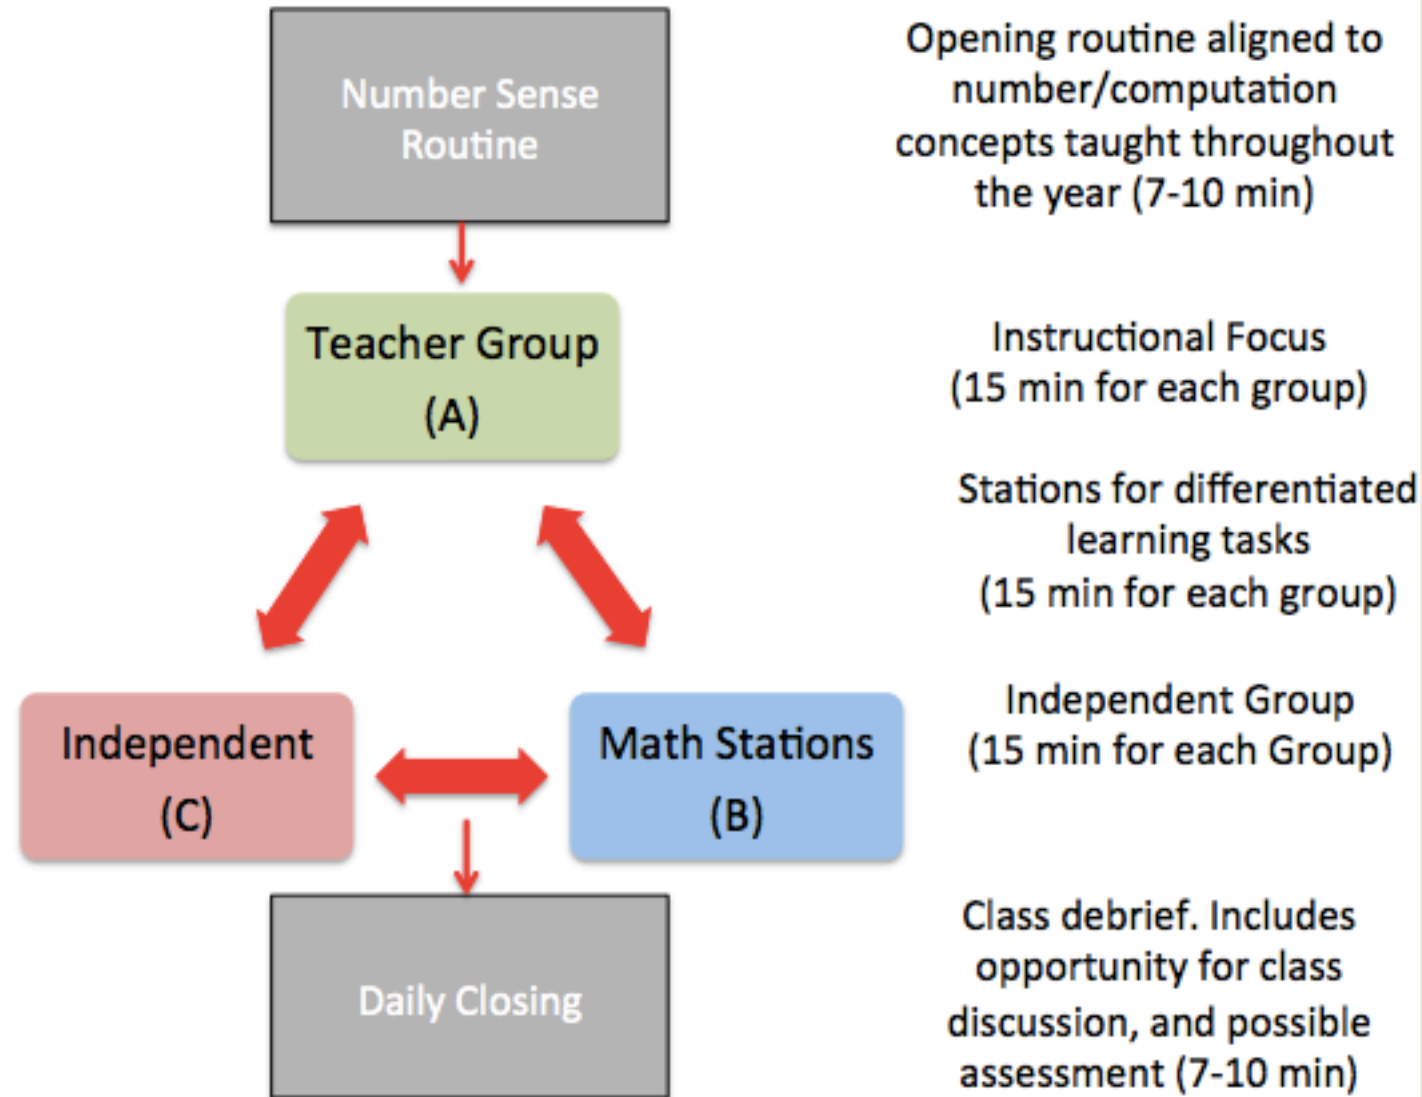 Number Sense
Routine
Opening routine aligned to
number/computation
concepts taught throughout
the year (7-10 min)
Teacher Group
(A)
Instructional Focus
(15 min for each group)
Stations for differentiated
learning tasks
(15 min for each group)
Independent
(C)
Math Stations
(B)
Independent Group
(15 min for each Group)
Daily Closing
Class debrief. Includes
opportunity for class
discussion, and possible
assessment (7-10 min)